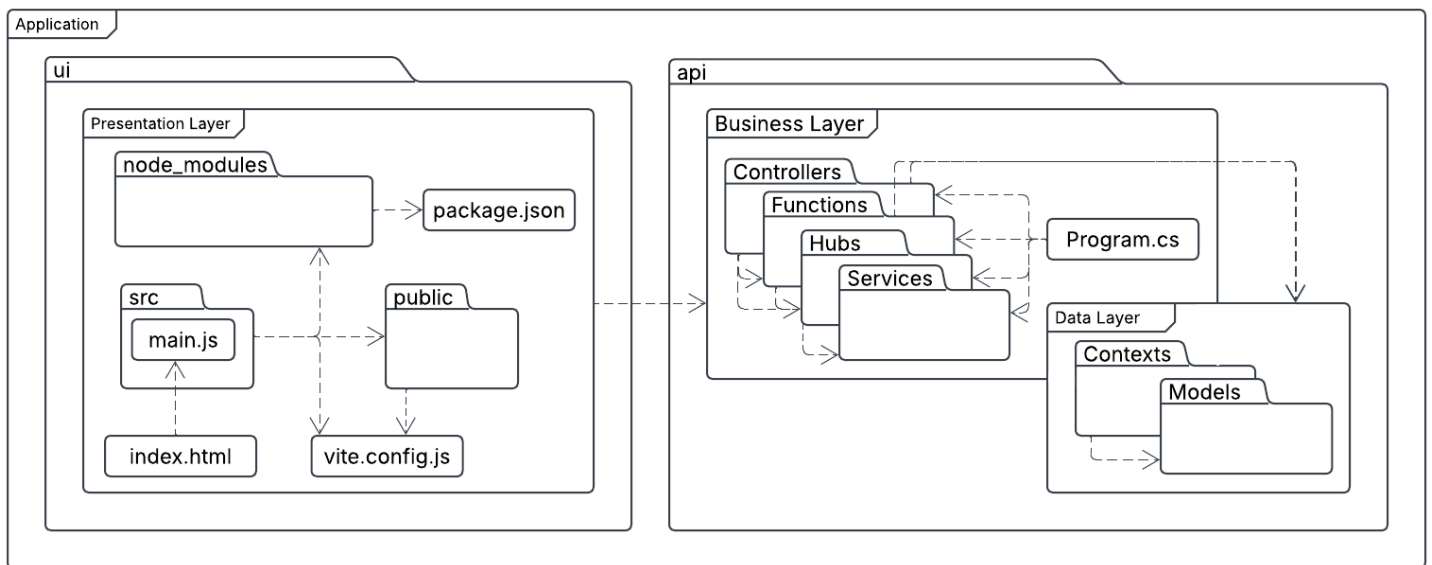 Application
ui
Presentation Layer
node_modules
package.json
src
main.js
public
index.html
vite.config.js
api
Business Layer
Controllers
Functions
Hubs
Services
Program.cs
Data Layer
Contexts
Models